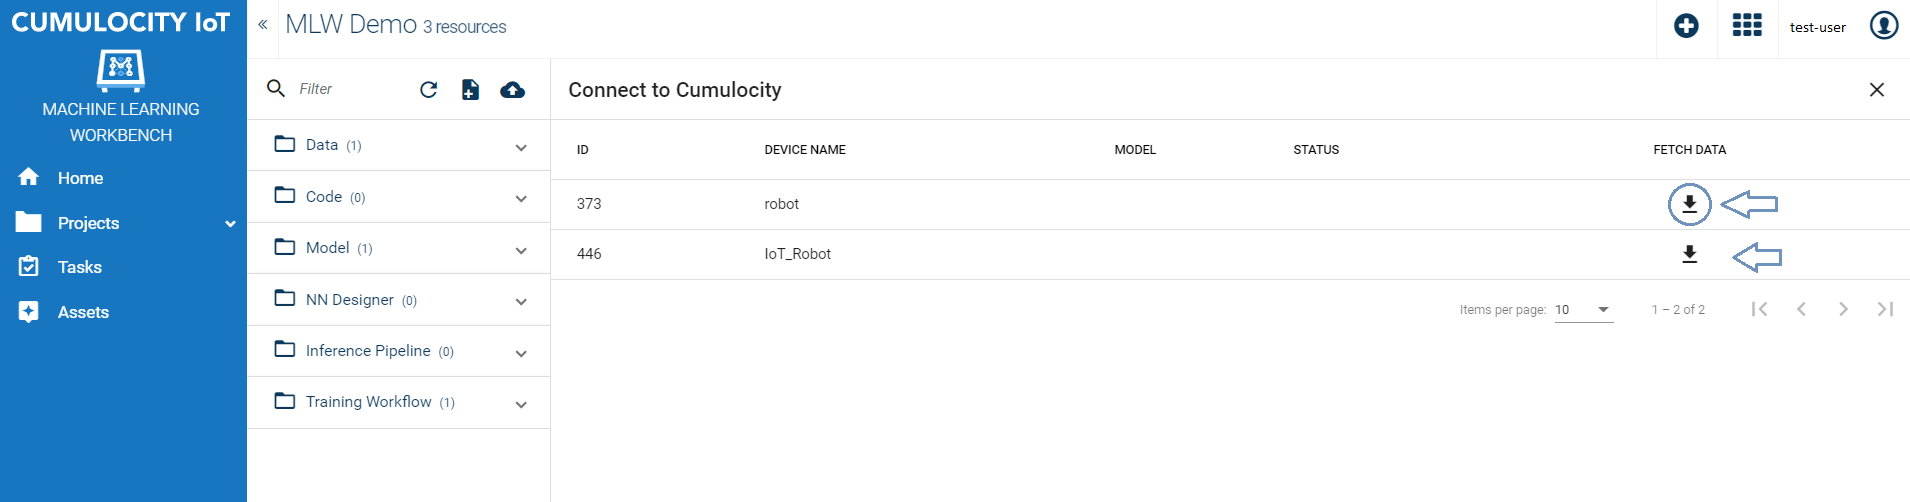 CUMULOCITY IoT
MACHINE LEARNING
WORKBENCH
Home
Projects
Tasks
Assets
MLW Demo 3 resources
test-user
Filter
Data (1)
Code (0)
Model (1)
NN Designer (0)
Inference Pipeline (0)
Training Workflow (1)
Connect to Cumulocity
ID DEVICE NAME MODEL STATUS FETCH DATA
373 robot
446 IoT_Robot
Items per page: 10 1 – 2 of 2